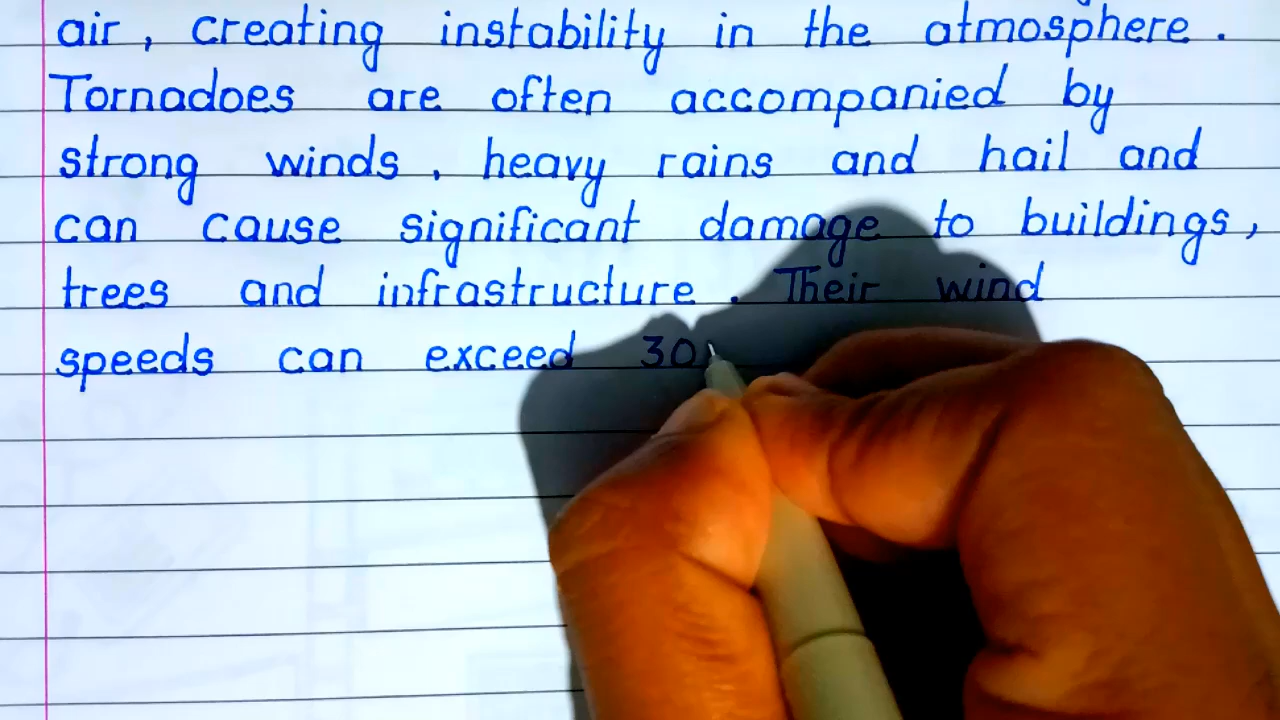 air, creating instability in the atmosphere.
Tornadoes are often accompanied by
strong winds, heavy rains and hail and
can cause significant damage to buildings,
trees and infrastructure. Their wind
speeds can exceed 30